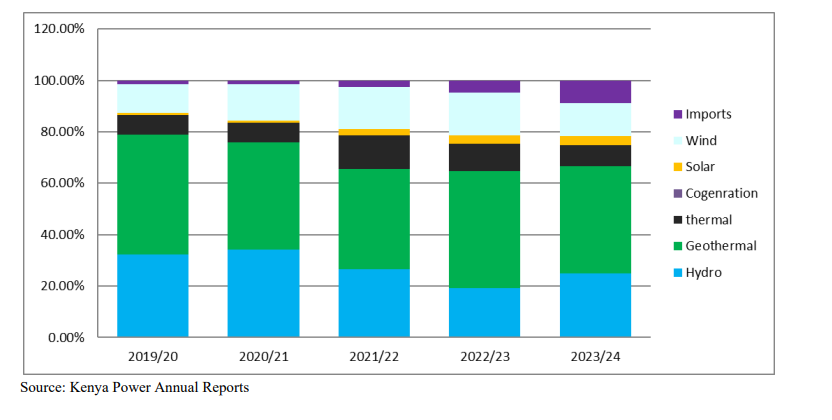 120.00%
100.00%
80.00%
60.00%
40.00%
20.00%
0.00%
2019/20 2020/21 2021/22 2022/23 2023/24
Imports
Wind
Solar
Cogenration
thermal
Geothermal
Hydro
Source: Kenya Power Annual Reports